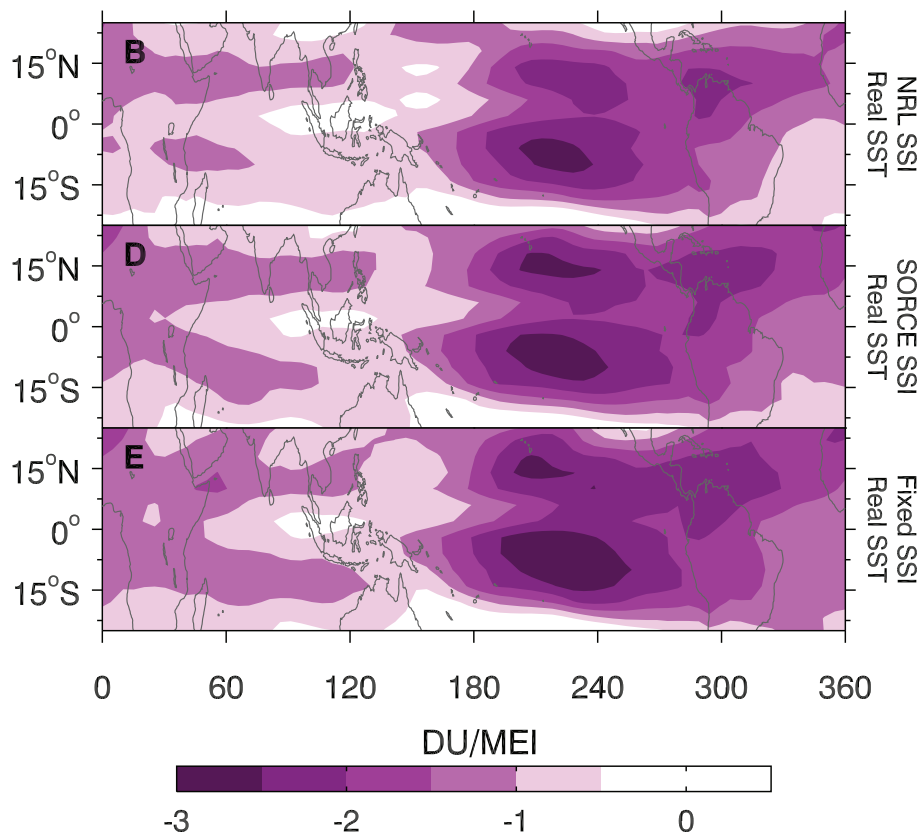 B
15°N
0°
15°S
NRL SSI
Real SST
D
15°N
0°
15°S
SORCE SSI
Real SST
E
15°N
0°
15°S
Fixed SSI
Real SST
0 60 120 180 240 300 360
DU/MEI
-3 -2 -1 0